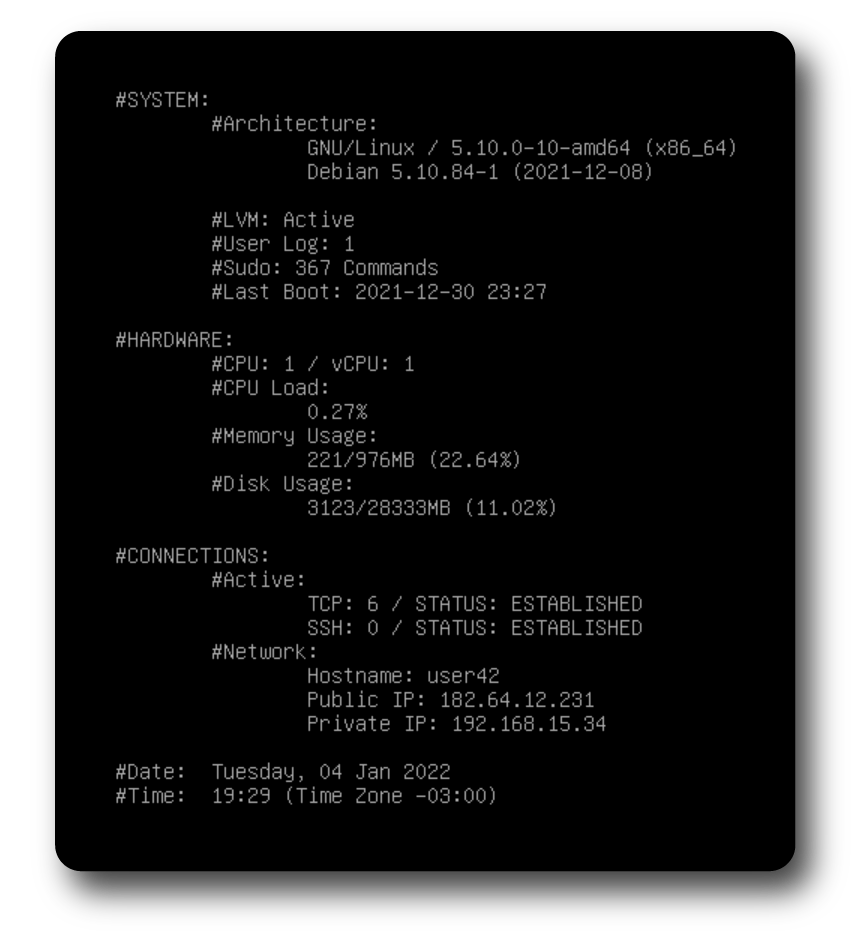 #SYSTEM:
#Architecture:
GNU/Linux / 5.10.0-10-amd64 (x86_64)
Debian 5.10.84-1 (2021-12-08)
#LVM: Active
#User Log: 1
#Sudo: 367 Commands
#Last Boot: 2021-12-30 23:27
#HARDWARE:
#CPU: 1 / vCPU: 1
#CPU Load:
0.27%
#Memory Usage:
221/976MB (22.64%)
#Disk Usage:
3123/28333MB (11.02%)
#CONNECTIONS:
#Active:
TCP: 6 / STATUS: ESTABLISHED
SSH: 0 / STATUS: ESTABLISHED
#Network:
Hostname: user42
Public IP: 182.64.12.231
Private IP: 192.168.15.34
#Date: Tuesday, 04 Jan 2022
#Time: 19:29 (Time Zone -03:00)